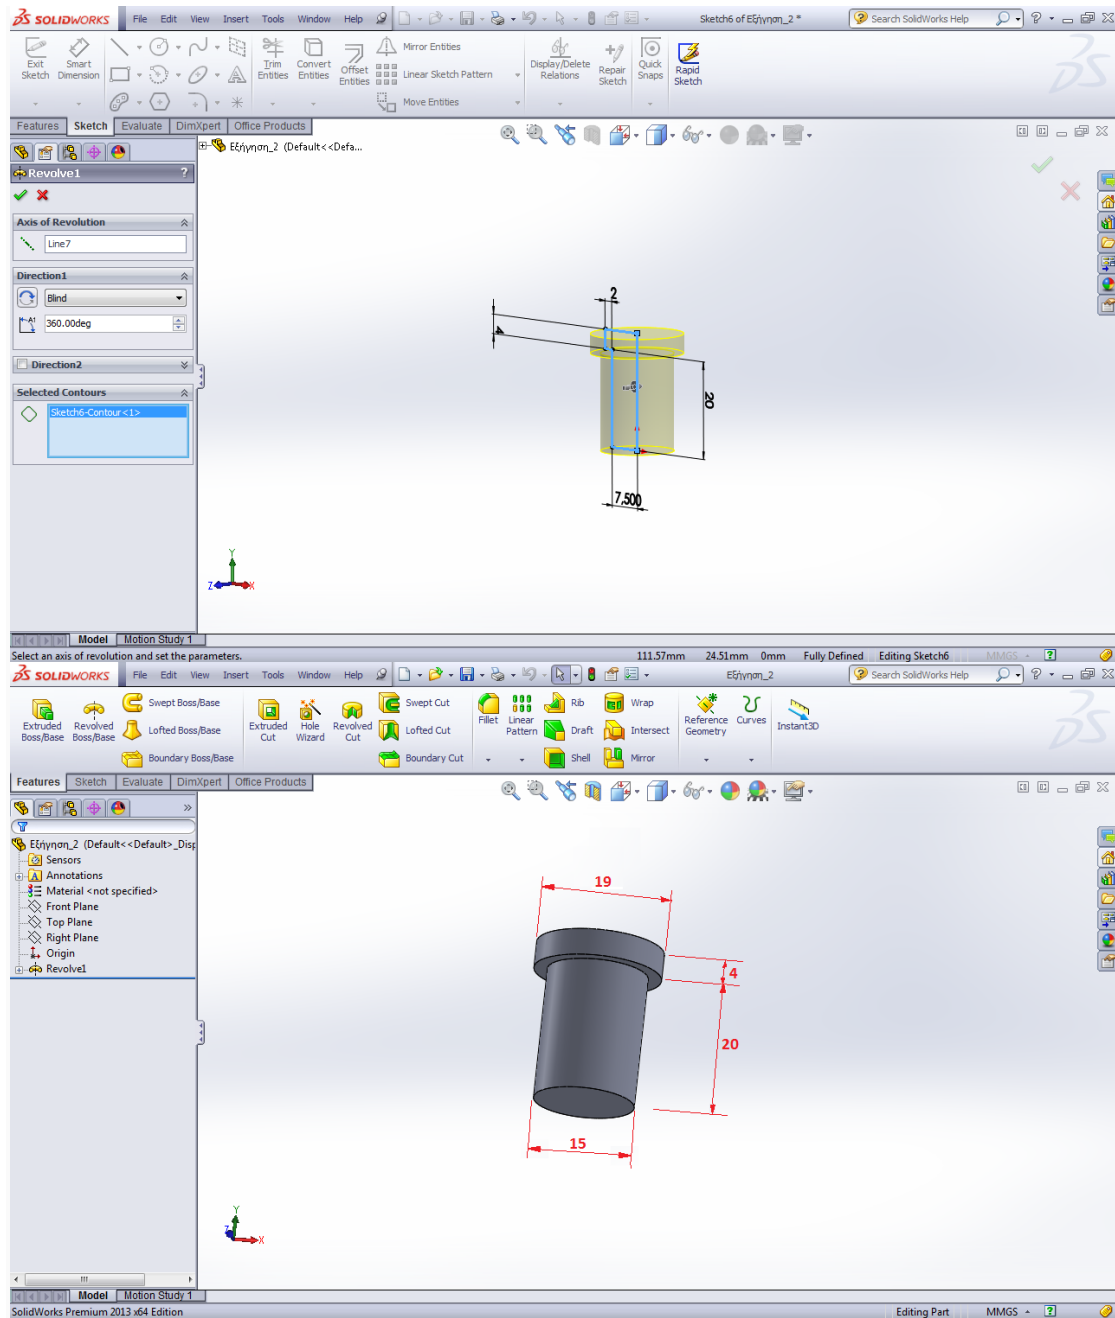 SOLIDWORKS File Edit View Insert Tools Window Help Sketch6 of Εξήγηση_2 * Search SolidWorks Help
Exit Sketch
Smart Dimension
Trim Entities
Convert Entities
Offset Entities
Mirror Entities
Linear Sketch Pattern
Move Entities
Display/Delete Relations
Repair Sketch
Quick Snaps
Rapid Sketch
Features Sketch Evaluate DimXpert Office Products
Εξήγηση_2 (Default<<Defa...
Revolve1 ?
Axis of Revolution
Line7
Direction1
Blind
360.00deg
Direction2
Selected Contours
Sketch6-Contour<1>
2
4
20
7,500
Y
Z X
Model Motion Study 1
Select an axis of revolution and set the parameters. 111.57mm 24.51mm 0mm Fully Defined Editing Sketch6 MMGS
SOLIDWORKS File Edit View Insert Tools Window Help Εξήγηση_2 Search SolidWorks Help
Extruded Boss/Base
Revolved Boss/Base
Swept Boss/Base
Lofted Boss/Base
Boundary Boss/Base
Extruded Cut
Hole Wizard
Revolved Cut
Swept Cut
Lofted Cut
Boundary Cut
Fillet
Linear Pattern
Rib
Draft
Shell
Wrap
Intersect
Mirror
Reference Geometry
Curves
Instant3D
Features Sketch Evaluate DimXpert Office Products
Εξήγηση_2 (Default<<Default>_Disp
Sensors
Annotations
Material <not specified>
Front Plane
Top Plane
Right Plane
Origin
Revolve1
19
4
20
15
Y
Z
X
Model Motion Study 1
SolidWorks Premium 2013 x64 Edition Editing Part MMGS